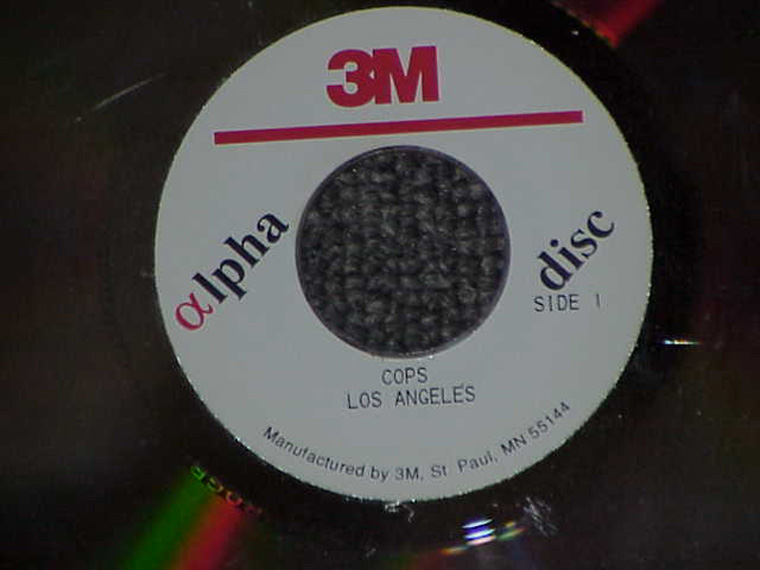 3M
αlpha
disc
SIDE 1
COPS
LOS ANGELES
Manufactured by 3M, St. Paul, MN 55144